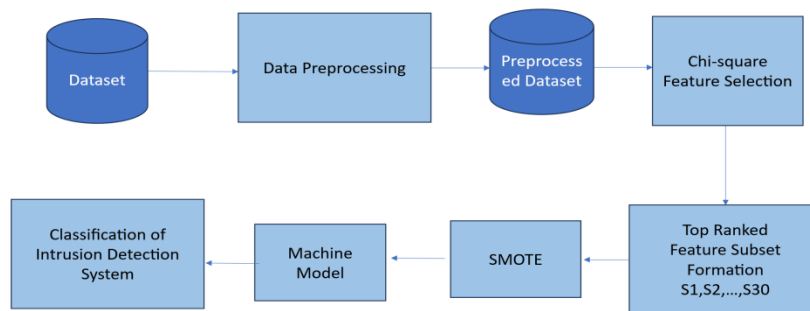 Dataset
Data Preprocessing
Preprocess
ed Dataset
Chi-square
Feature Selection
Top Ranked
Feature Subset
Formation
S1,S2,...,S30
SMOTE
Machine
Model
Classification of
Intrusion Detection
System